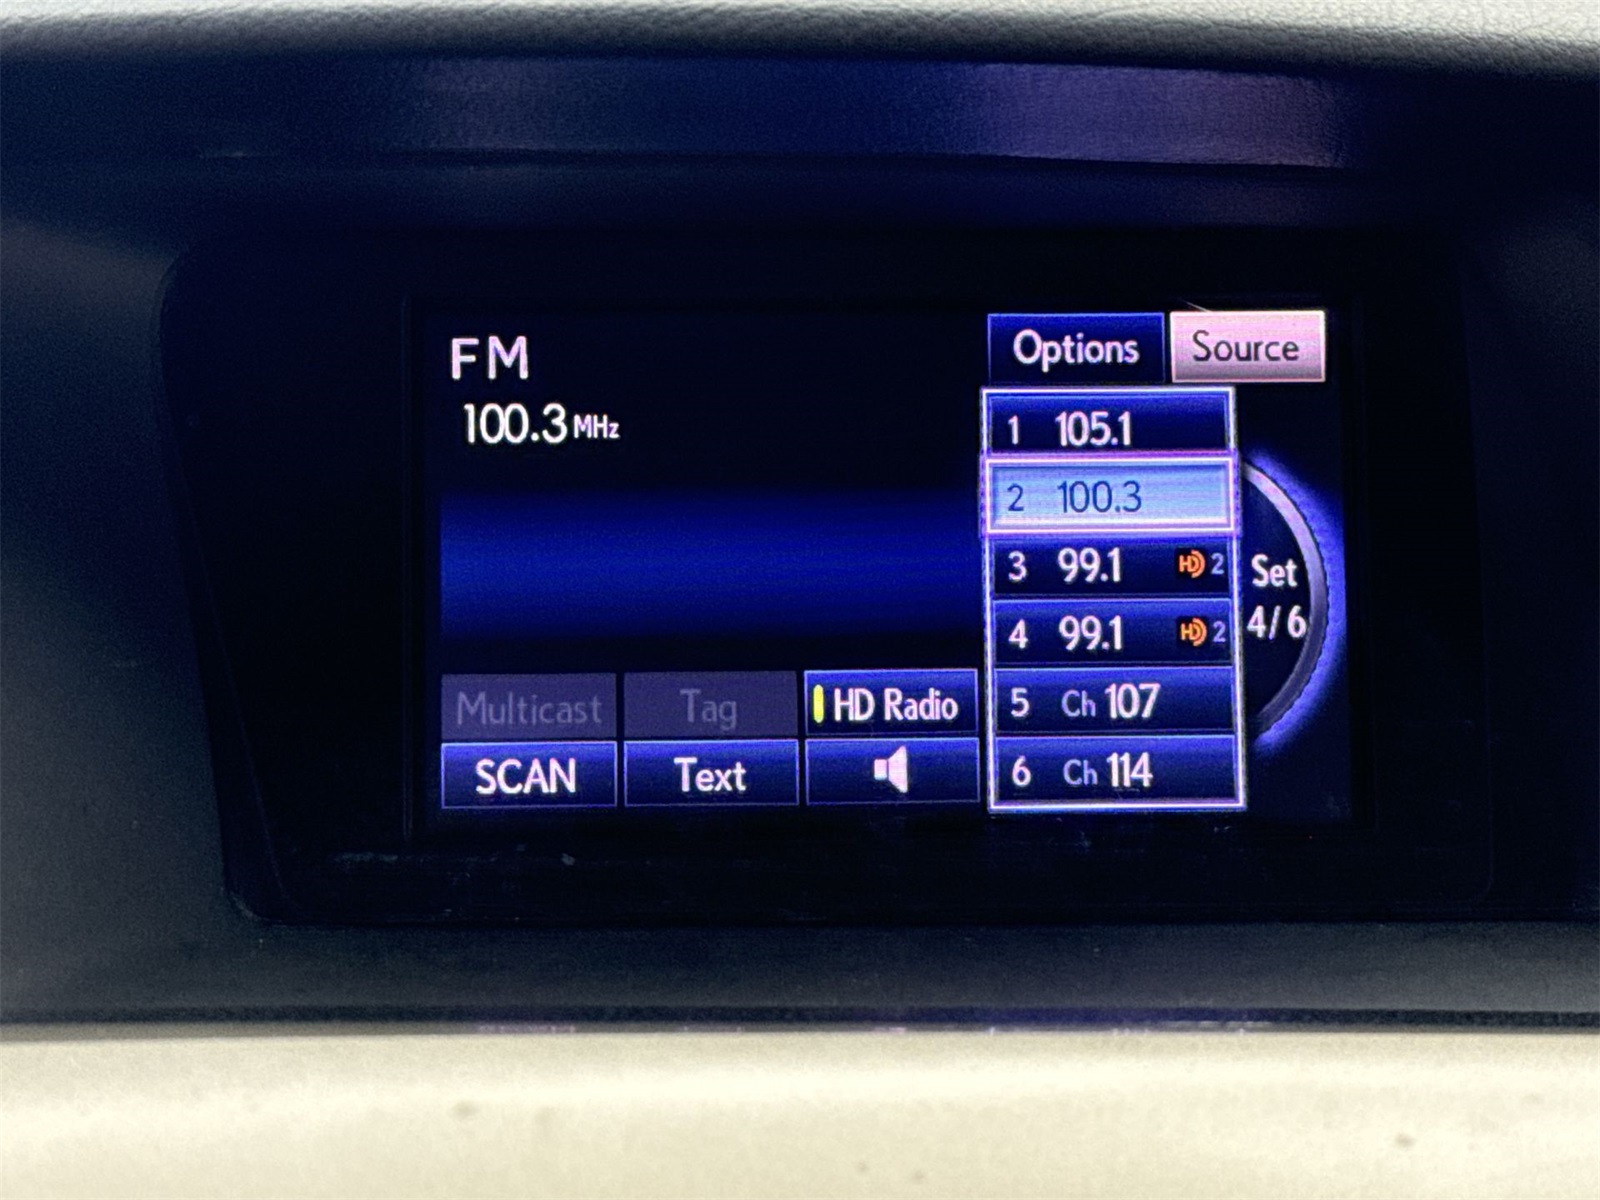 FM
100.3 MHz
Options
Source
1 105.1
2 100.3
3 99.1 HD 2
4 99.1 HD 2
5 Ch 107
6 Ch 114
Set
4/6
Multicast
Tag
HD Radio
SCAN
Text